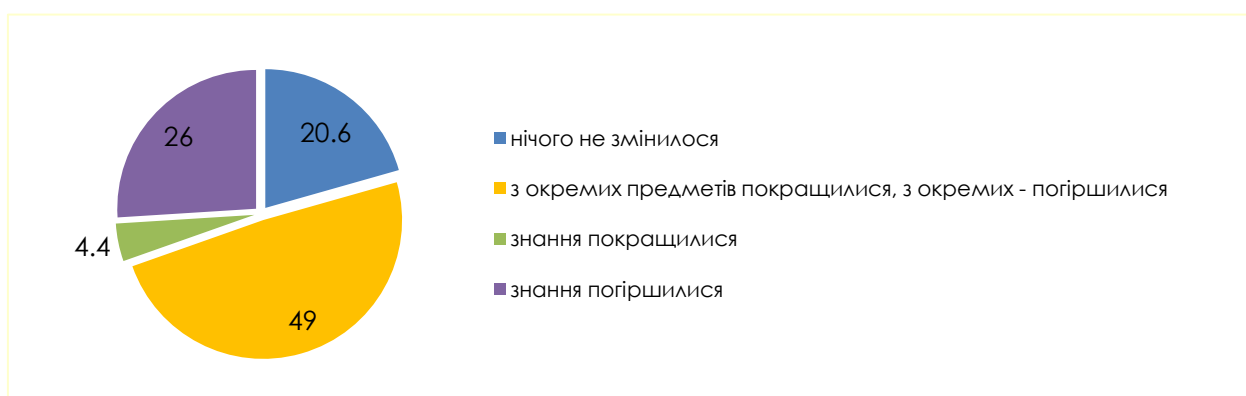 26
20.6
4.4
49
нічого не змінилося
з окремих предметів покращилися, з окремих - погіршилися
знання покращилися
знання погіршилися